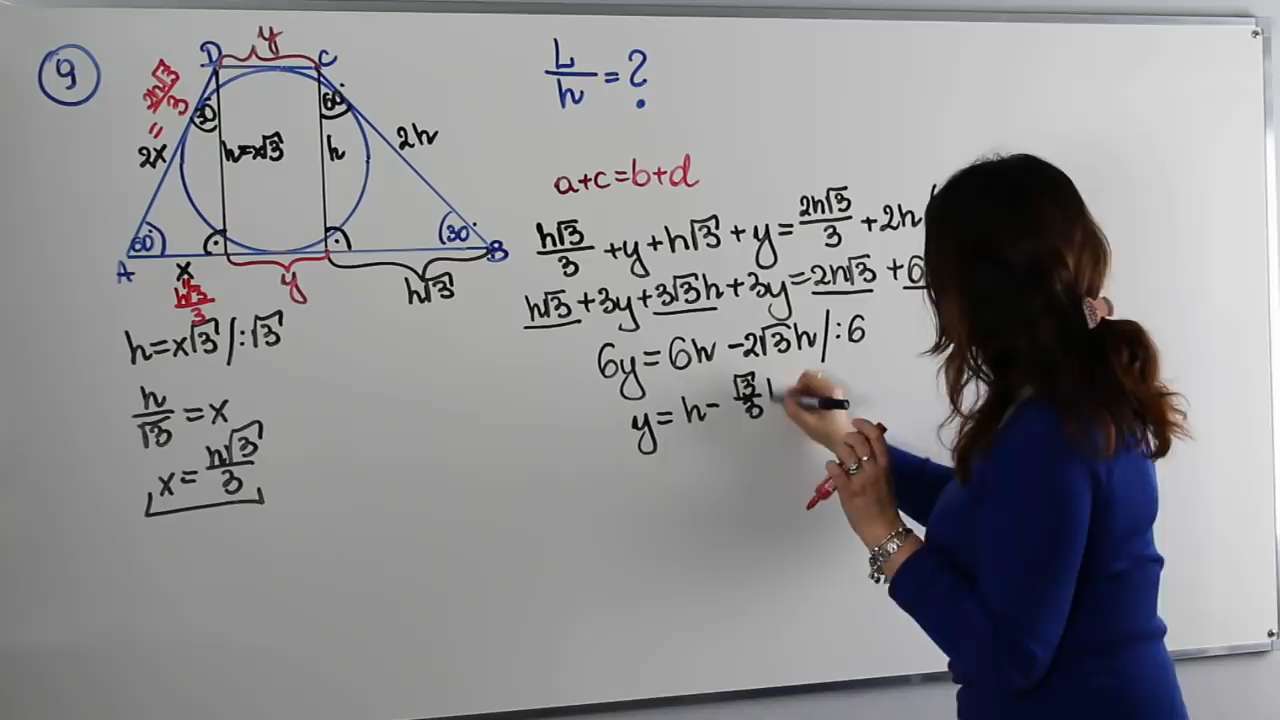 9
y
D C
2h√3/3
=
30° 60°
2x h=x√3 h 2h
60° 30°
A x y h√3 B
=
h√3/3
h=x√3 /:√3
h/√3 = x
x = h√3/3
L/h = ?
a+c=b+d
h√3/3 + y + h√3 + y = 2h√3/3 + 2h
h√3 + 3y + 3√3h + 3y = 2h√3 + 6
6y = 6h - 2√3h /:6
y = h - √3/3